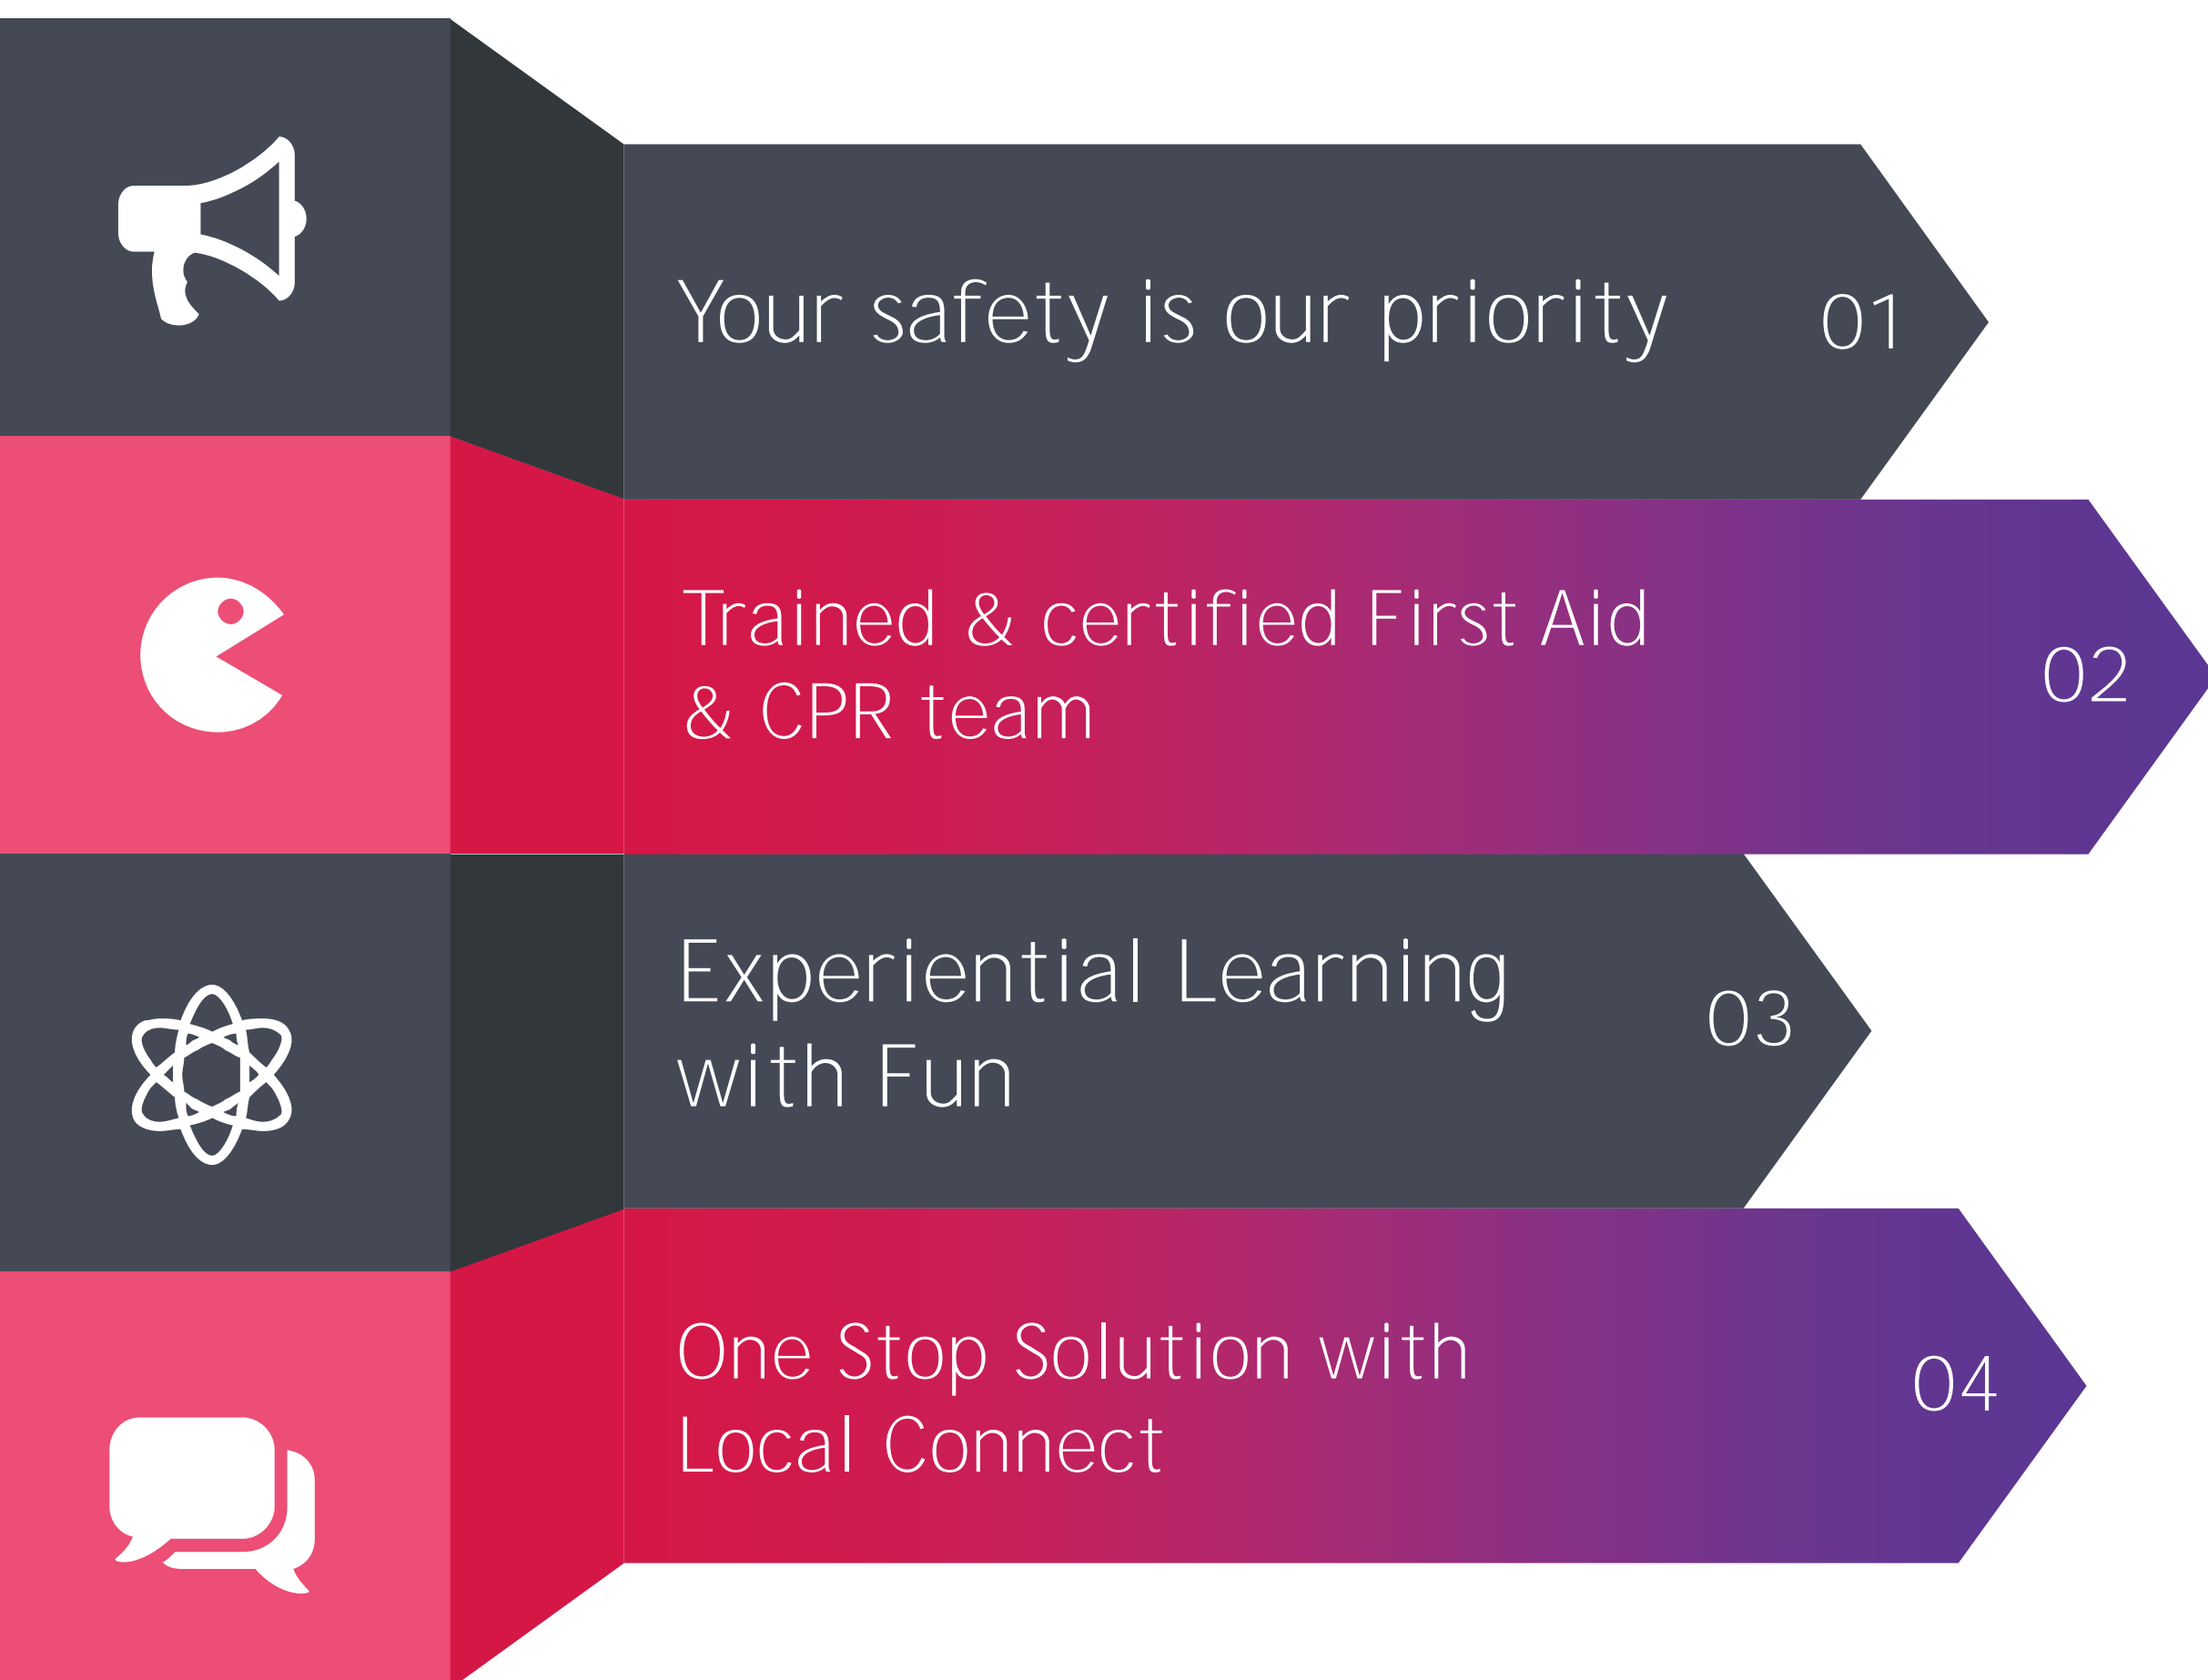 Your safety is our priority 01
Trained & certified First Aid
& CPR team
02
Experiential Learning
with Fun
03
One Stop Solution with
Local Connect
04